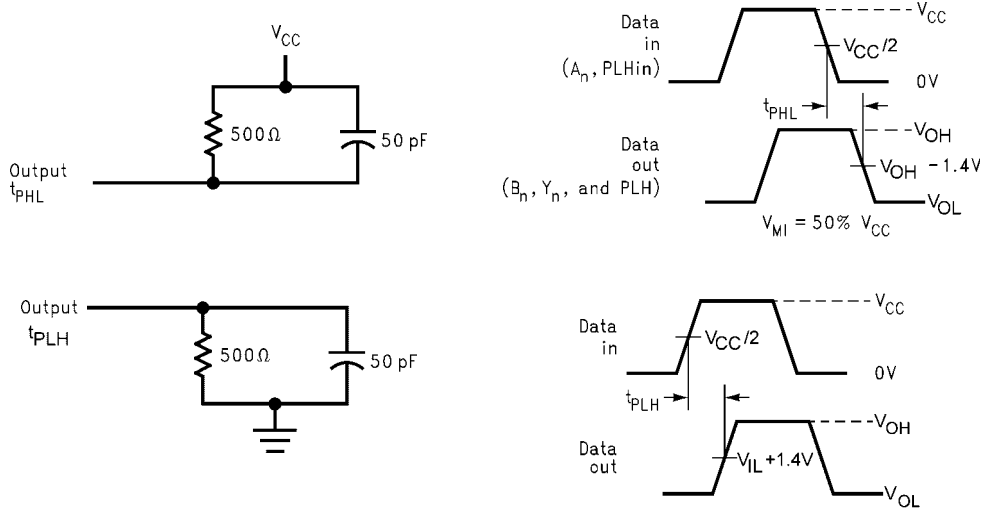 V_CC
500Ω
50 pF
Output
t_PHL
Data
in
(A_n, PLHin)
V_CC
V_CC/2
0V
t_PHL
Data
out
(B_n, Y_n, and PLH)
V_OH
V_OH -1.4V
V_OL
V_MI = 50% V_CC
Output
t_PLH
500Ω
50 pF
Data
in
V_CC
V_CC/2
0V
t_PLH
Data
out
V_OH
V_IL +1.4V
V_OL